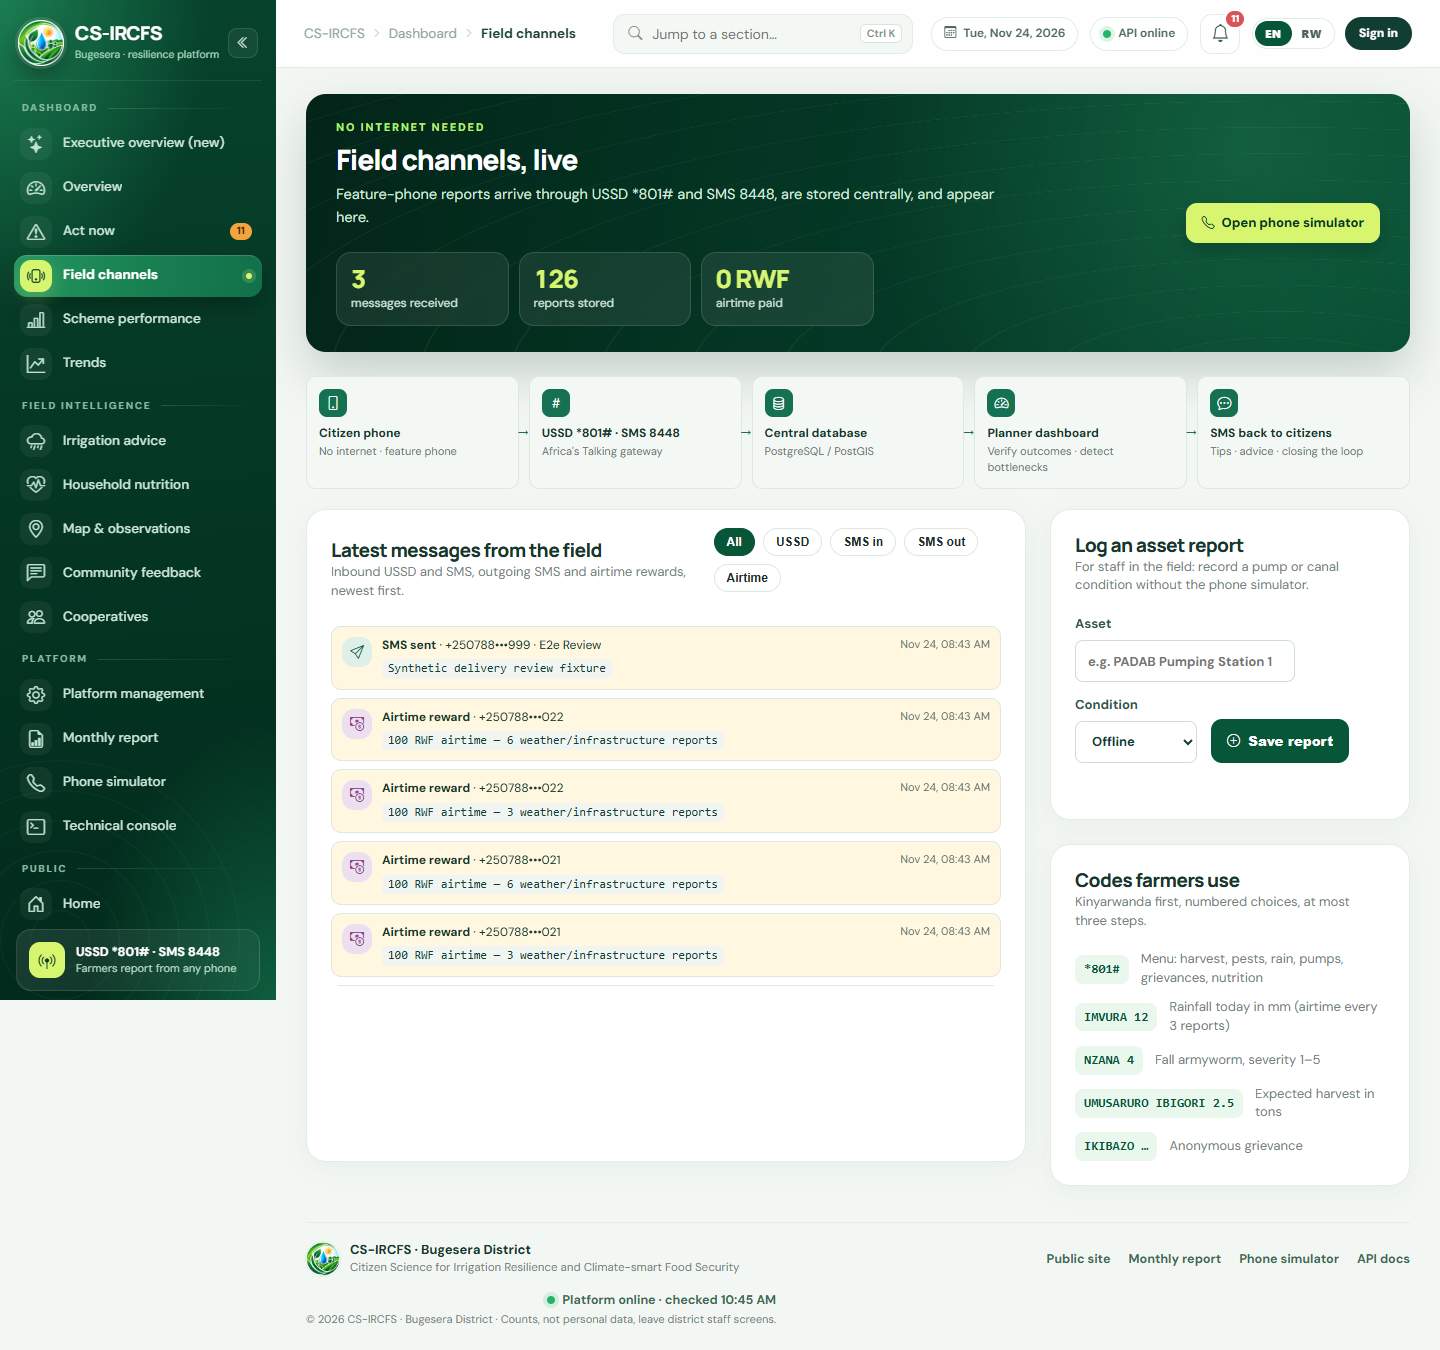 CS-IRCFS
Bugesera · resilience platform
DASHBOARD
Executive overview (new)
Overview
Act now
11
Field channels
Scheme performance
Trends
FIELD INTELLIGENCE
Irrigation advice
Household nutrition
Map & observations
Community feedback
Cooperatives
PLATFORM
Platform management
Monthly report
Phone simulator
Technical console
PUBLIC
Home
USSD *801# · SMS 8448
Farmers report from any phone
CS-IRCFS > Dashboard > Field channels
Jump to a section...
Ctrl K
Tue, Nov 24, 2026
API online
11
EN
RW
Sign in
NO INTERNET NEEDED
Field channels, live
Feature-phone reports arrive through USSD *801# and SMS 8448, are stored centrally, and appear
here.
3
messages received
126
reports stored
0 RWF
airtime paid
Open phone simulator
Citizen phone
No internet · feature phone
→
#
USSD *801# · SMS 8448
Africa's Talking gateway
→
Central database
PostgreSQL / PostGIS
→
Planner dashboard
Verify outcomes · detect
bottlenecks
→
SMS back to citizens
Tips · advice · closing the loop
Latest messages from the field
Inbound USSD and SMS, outgoing SMS and airtime rewards,
newest first.
All
USSD
SMS in
SMS out
Airtime
SMS sent · +250788•••999 · E2e Review
Nov 24, 08:43 AM
Synthetic delivery review fixture
Airtime reward · +250788•••022
Nov 24, 08:43 AM
100 RWF airtime — 6 weather/infrastructure reports
Airtime reward · +250788•••022
Nov 24, 08:43 AM
100 RWF airtime — 3 weather/infrastructure reports
Airtime reward · +250788•••021
Nov 24, 08:43 AM
100 RWF airtime — 6 weather/infrastructure reports
Airtime reward · +250788•••021
Nov 24, 08:43 AM
100 RWF airtime — 3 weather/infrastructure reports
Log an asset report
For staff in the field: record a pump or canal
condition without the phone simulator.
Asset
e.g. PADAB Pumping Station 1
Condition
Offline
Save report
Codes farmers use
Kinyarwanda first, numbered choices, at most
three steps.
*801#
Menu: harvest, pests, rain, pumps,
grievances, nutrition
IMVURA 12
Rainfall today in mm (airtime every
3 reports)
NZANA 4
Fall armyworm, severity 1–5
UMUSARURO IBIGORI 2.5
Expected harvest in
tons
IKIBAZO …
Anonymous grievance
CS-IRCFS · Bugesera District
Citizen Science for Irrigation Resilience and Climate-smart Food Security
Public site
Monthly report
Phone simulator
API docs
Platform online · checked 10:45 AM
© 2026 CS-IRCFS · Bugesera District · Counts, not personal data, leave district staff screens.